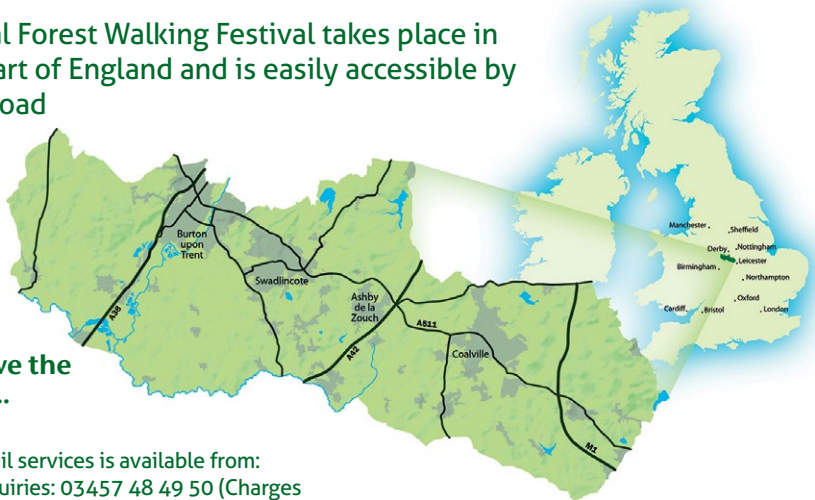 al Forest Walking Festival takes place in
art of England and is easily accessible by
oad
Manchester
Sheffield
Derby
Nottingham
Leicester
Birmingham
Northampton
Oxford
Cardiff
Bristol
London
Burton
upon
Trent
Swadlincote
Ashby
de la
Zouch
A38
A42
A511
Coalville
M1
ve the
..
il services is available from:
quiries: 03457 48 49 50 (Charges